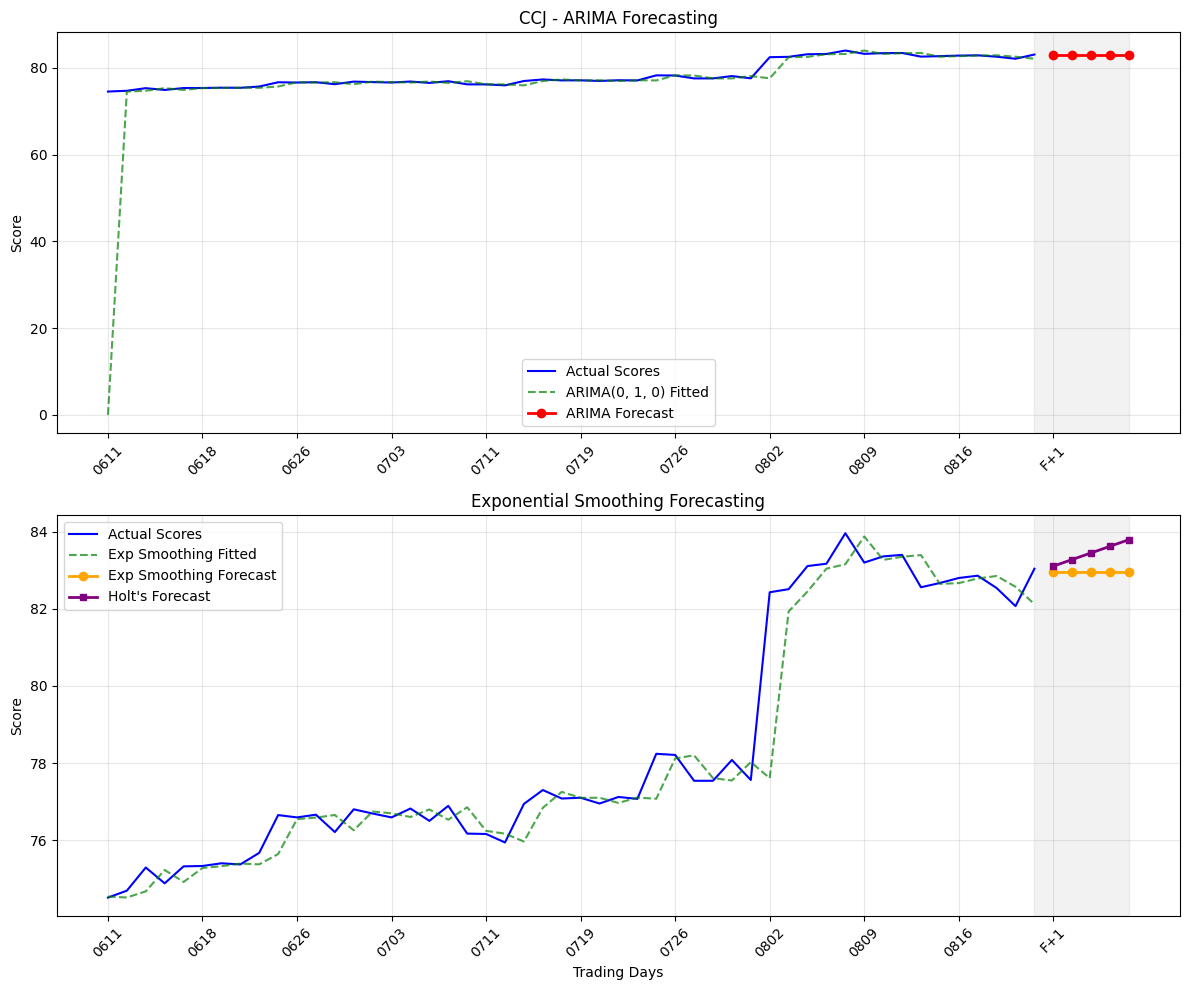 CCJ - ARIMA Forecasting
Score
80
60
40
20
0
Actual Scores
ARIMA(0, 1, 0) Fitted
ARIMA Forecast
0611
0618
0626
0703
0711
0719
0726
0802
0809
0816
F+1
Exponential Smoothing Forecasting
Score
84
82
80
78
76
Actual Scores
Exp Smoothing Fitted
Exp Smoothing Forecast
Holt's Forecast
0611
0618
0626
0703
0711
0719
0726
0802
0809
0816
F+1
Trading Days